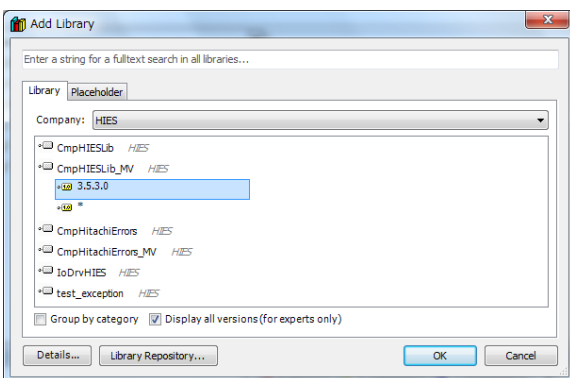 Add Library
Enter a string for a fulltext search in all libraries...
Library Placeholder
Company: HIES
CmpHIESLib HIES
CmpHIESLib_MV HIES
3.5.3.0
*
CmpHitachiErrors HIES
CmpHitachiErrors_MV HIES
IoDrvHIES HIES
test_exception HIES
Group by category Display all versions (for experts only)
Details... Library Repository... OK Cancel